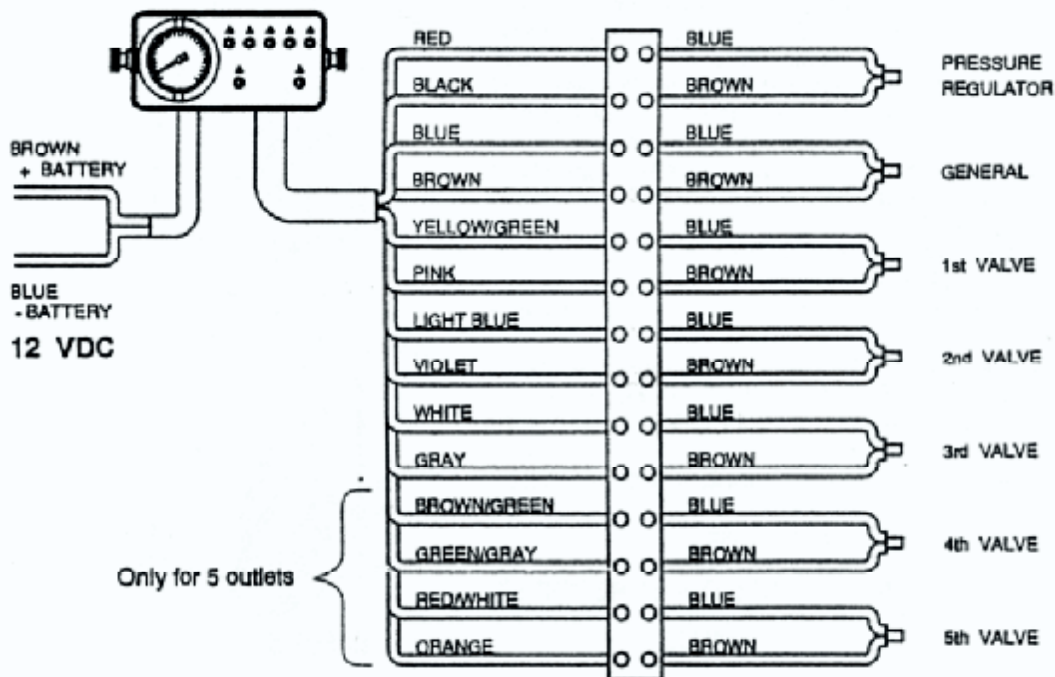 RED BLUE
PRESSURE
BLACK BROWN REGULATOR
BLUE BLUE
BROWN
+ BATTERY
BROWN BROWN GENERAL
YELLOW/GREEN BLUE
PINK BROWN 1st VALVE
BLUE
- BATTERY
12 VDC
LIGHT BLUE BLUE
VIOLET BROWN 2nd VALVE
WHITE BLUE
GRAY BROWN 3rd VALVE
BROWN/GREEN BLUE
GREEN/GRAY BROWN 4th VALVE
Only for 5 outlets
RED/WHITE BLUE
ORANGE BROWN 5th VALVE